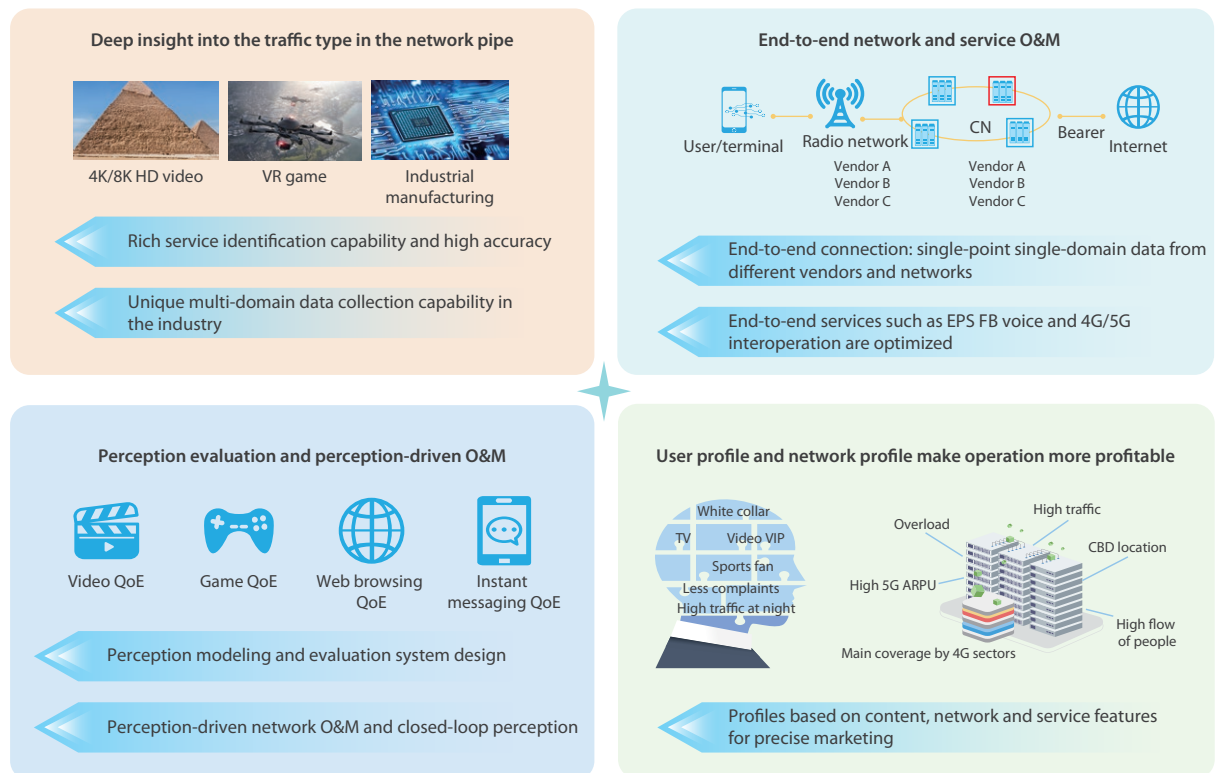 Deep insight into the traffic type in the network pipe
4K/8K HD video
VR game
Industrial
manufacturing
Rich service identification capability and high accuracy
Unique multi-domain data collection capability in
the industry
End-to-end network and service O&M
User/terminal
Radio network
CN
Bearer
Internet
Vendor A
Vendor B
Vendor C
Vendor A
Vendor B
Vendor C
End-to-end connection: single-point single-domain data from
different vendors and networks
End-to-end services such as EPS FB voice and 4G/5G
interoperation are optimized
Perception evaluation and perception-driven O&M
Video QoE
Game QoE
Web browsing
QoE
Instant
messaging QoE
Perception modeling and evaluation system design
Perception-driven network O&M and closed-loop perception
User profile and network profile make operation more profitable
White collar
TV
Video VIP
Sports fan
Less complaints
High traffic at night
Overload
High traffic
CBD location
High 5G ARPU
High flow
of people
Main coverage by 4G sectors
Profiles based on content, network and service features
for precise marketing